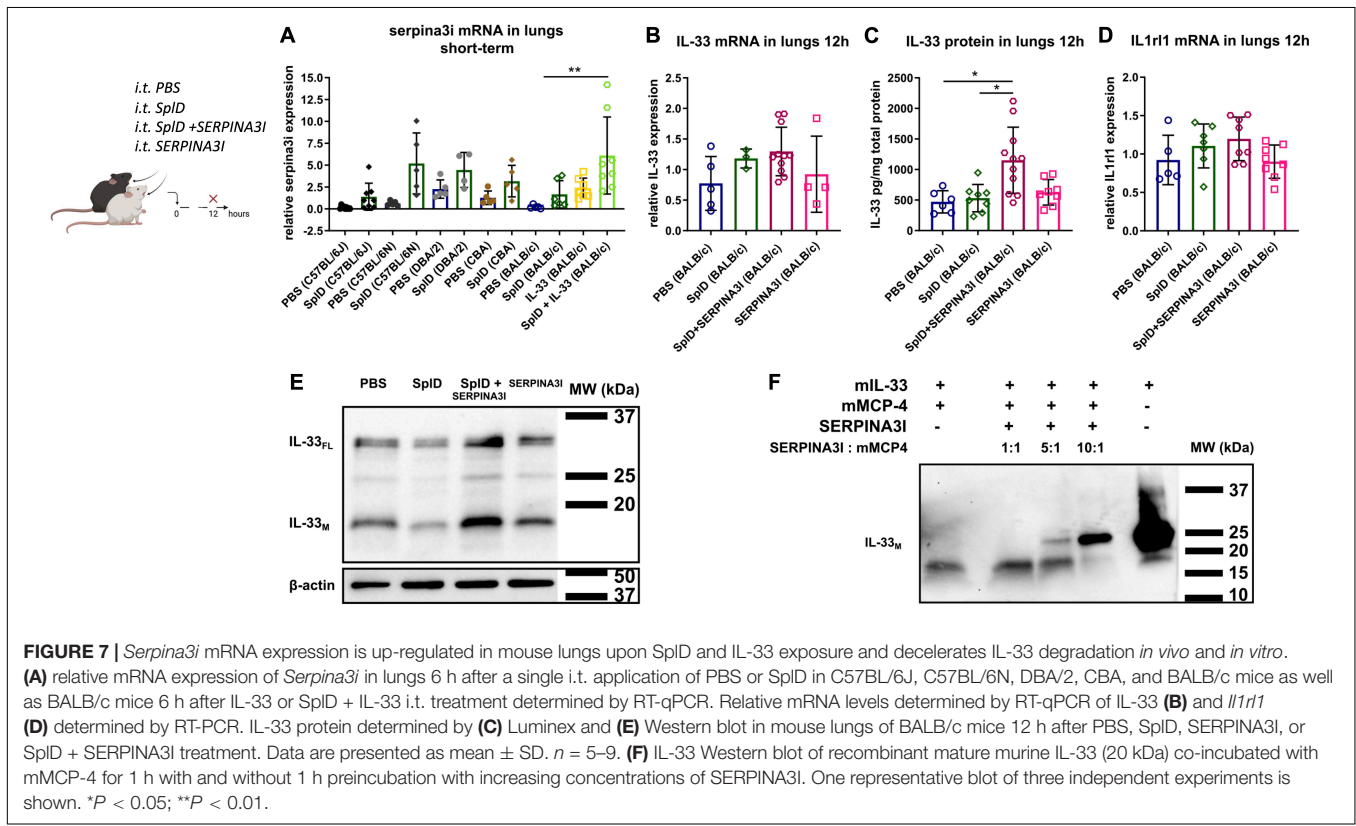 i.t. PBS
i.t. SplD
i.t. SplD +SERPINA3I
i.t. SERPINA3I
0
12
hours
A
serpina3i mRNA in lungs
short-term
relative serpina3i expression
15.0
12.5
10.0
7.5
5.0
2.5
0.0
-2.5
**
PBS (C57BL/6J)
SplD (C57BL/6J)
PBS (C57BL/6N)
SplD (C57BL/6N)
PBS (DBA/2)
SplD (DBA/2)
PBS (CBA)
SplD (CBA)
PBS (BALB/c)
SplD (BALB/c)
IL-33 (BALB/c)
SplD + IL-33 (BALB/c)
B
IL-33 mRNA in lungs 12h
relative IL-33 expression
2.5
2.0
1.5
1.0
0.5
0.0
PBS (BALB/c)
SplD (BALB/c)
SplD+SERPINA3I (BALB/c)
SERPINA3I (BALB/c)
C
IL-33 protein in lungs 12h
IL-33 pg/mg total protein
2500
2000
1500
1000
500
0
*
*
PBS (BALB/c)
SplD (BALB/c)
SplD+SERPINA3I (BALB/c)
SERPINA3I (BALB/c)
D
IL1rl1 mRNA in lungs 12h
relative Il1rl1 expression
2.0
1.5
1.0
0.5
0.0
PBS (BALB/c)
SplD (BALB/c)
SplD+SERPINA3I (BALB/c)
SERPINA3I (BALB/c)
E
PBS SplD SplD + SERPINA3I SERPINA3I MW (kDa)
IL-33FL
IL-33M
37
25
20
β-actin
50
37
F
mIL-33 + + + + +
mMCP-4 + + + + -
SERPINA3I - + + + -
SERPINA3I : mMCP4 1:1 5:1 10:1 MW (kDa)
IL-33M
37
25
20
15
10
FIGURE 7 | Serpina3i mRNA expression is up-regulated in mouse lungs upon SplD and IL-33 exposure and decelerates IL-33 degradation in vivo and in vitro.
(A) relative mRNA expression of Serpina3i in lungs 6 h after a single i.t. application of PBS or SplD in C57BL/6J, C57BL/6N, DBA/2, CBA, and BALB/c mice as well
as BALB/c mice 6 h after IL-33 or SplD + IL-33 i.t. treatment determined by RT-qPCR. Relative mRNA levels determined by RT-qPCR of IL-33 (B) and Il1rl1
(D) determined by RT-PCR. IL-33 protein determined by (C) Luminex and (E) Western blot in mouse lungs of BALB/c mice 12 h after PBS, SplD, SERPINA3I, or
SplD + SERPINA3I treatment. Data are presented as mean ± SD. n = 5–9. (F) IL-33 Western blot of recombinant mature murine IL-33 (20 kDa) co-incubated with
mMCP-4 for 1 h with and without 1 h preincubation with increasing concentrations of SERPINA3I. One representative blot of three independent experiments is
shown. *P < 0.05; **P < 0.01.